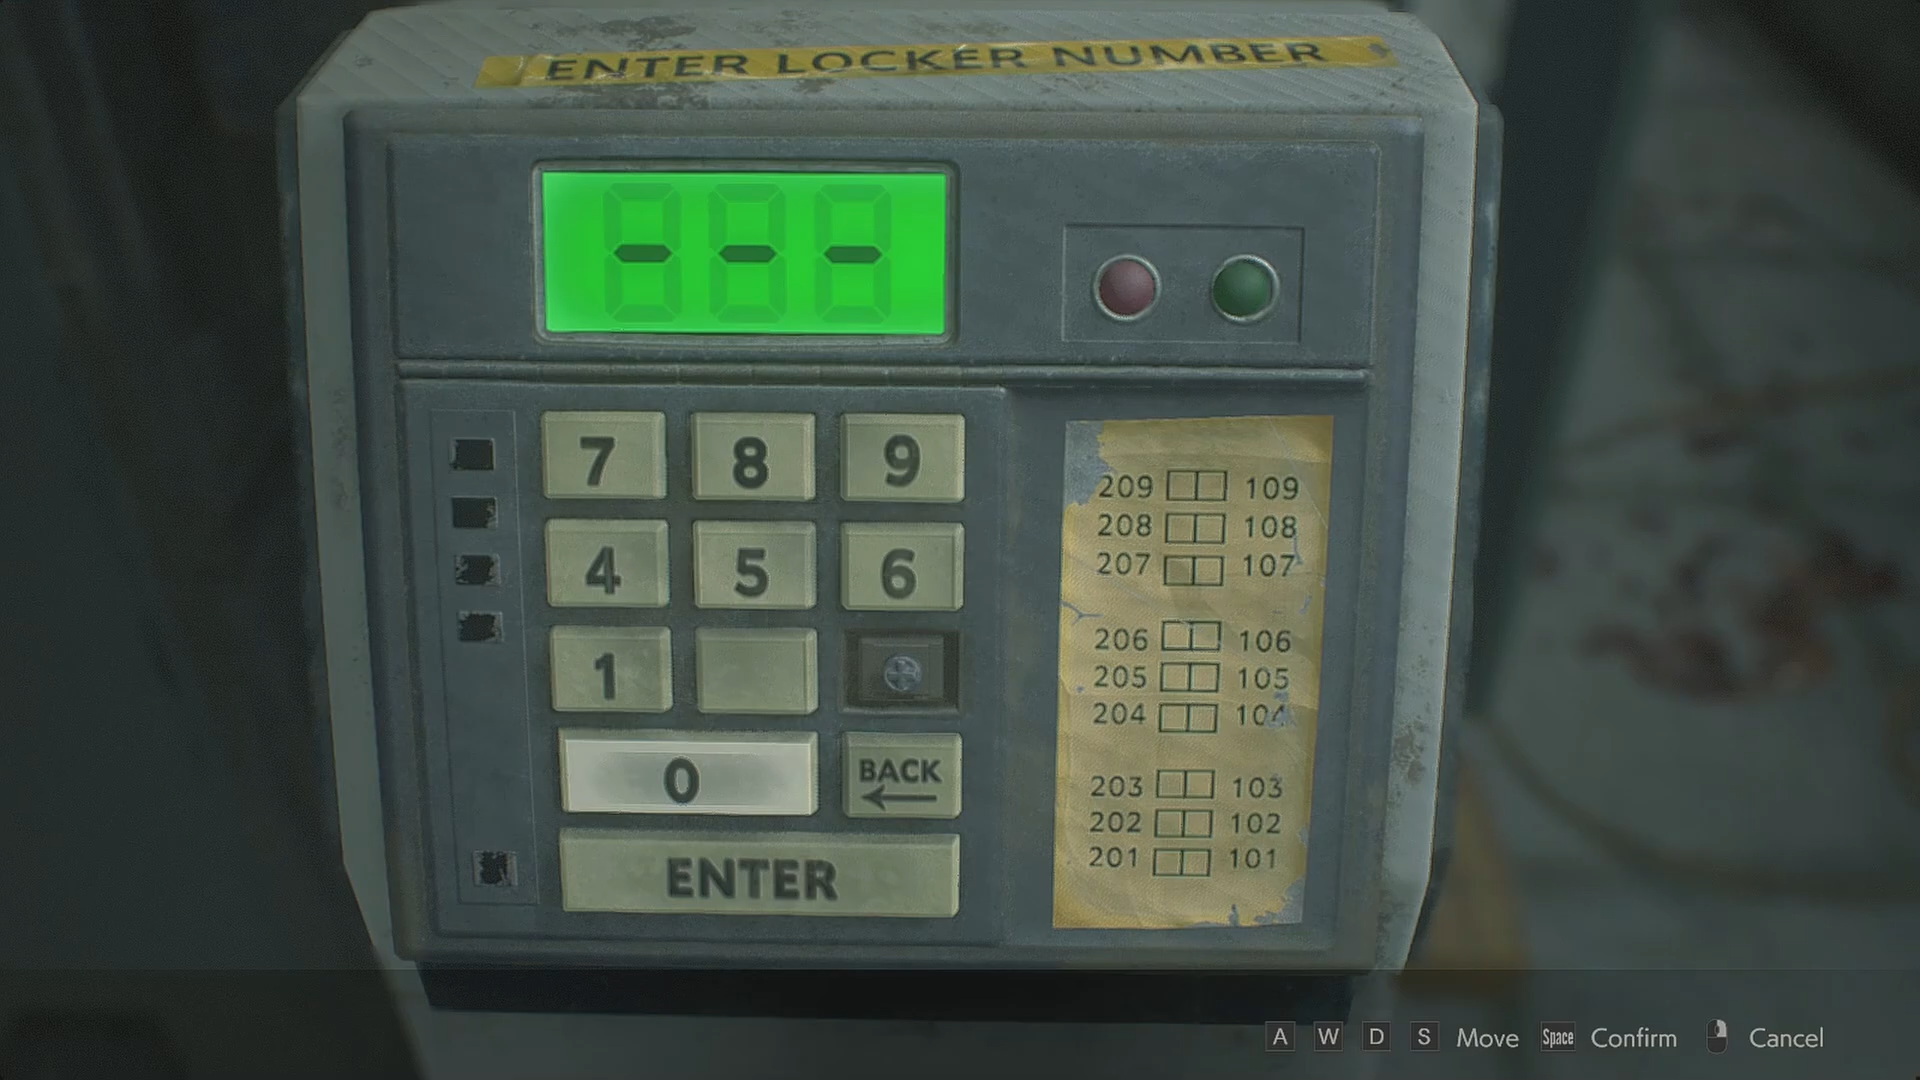 ENTER LOCKER NUMBER
- - -
7 8 9
4 5 6
1
0 BACK
ENTER
209 109
208 108
207 107
206 106
205 105
204 104
203 103
202 102
201 101
A W D S Move Space Confirm Cancel